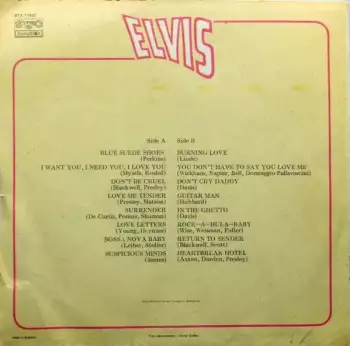 ELVIS
Side A
BLUE SUEDE SHOES
(Perkins)
I WANT YOU, I NEED YOU, I LOVE YOU
(Mysels, Kosloff)
DON'T BE CRUEL
(Blackwell, Presley)
LOVE ME TENDER
(Presley, Matson)
SURRENDER
(De Curtis, Pomus, Shuman)
LOVE LETTERS
(Young, Heyman)
BOSSA NOVA BABY
(Leiber, Stoller)
SUSPICIOUS MINDS
(James)
Side B
BURNING LOVE
(Linde)
YOU DON'T HAVE TO SAY YOU LOVE ME
(Wickham, Napier, Bell, Donaggio Pallavicini)
DON'T CRY DADDY
(Davis)
GUITAR MAN
(Hubbard)
IN THE GHETTO
(Davis)
ROCK-A-HULA-BABY
(Wise, Weisman, Fuller)
RETURN TO SENDER
(Blackwell, Scott)
HEARTBREAK HOTEL
(Axton, Durden, Presley)